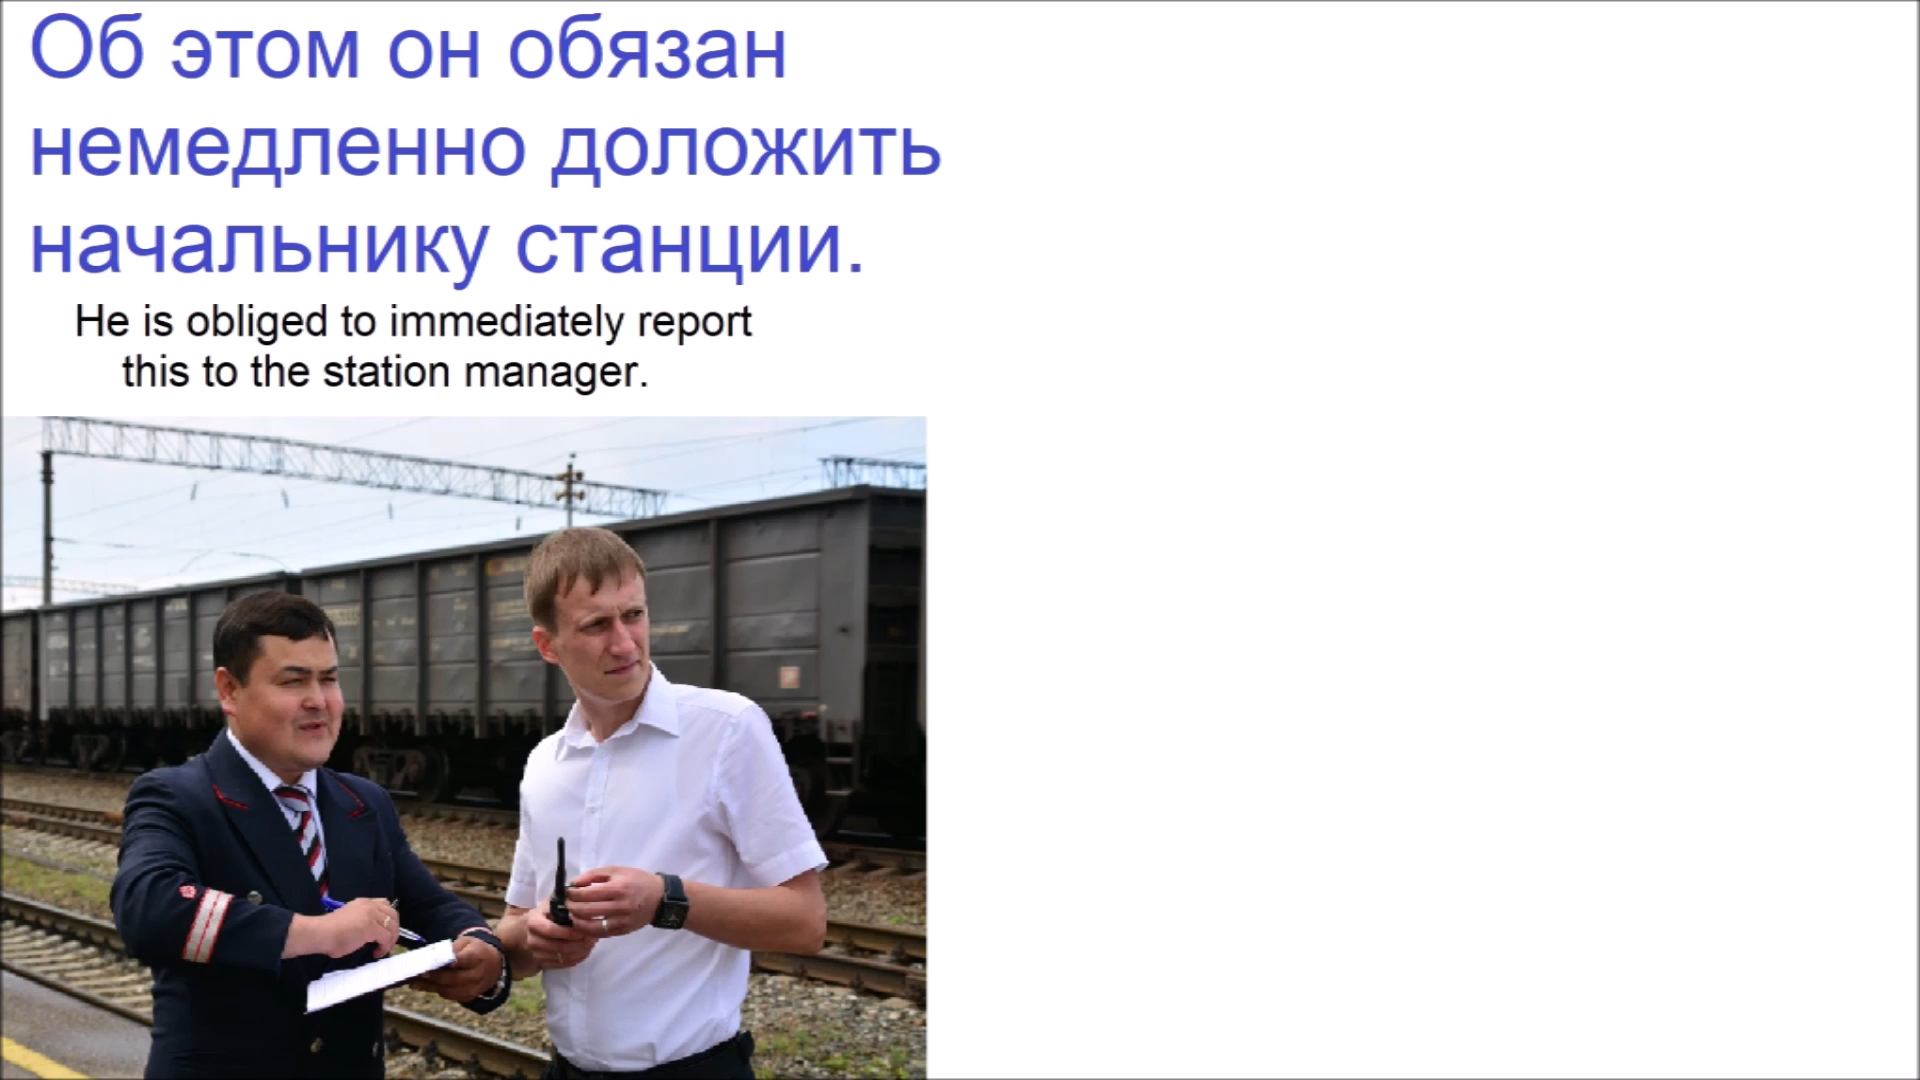 Об этом он обязан
немедленно доложить
начальнику станции.
He is obliged to immediately report
this to the station manager.